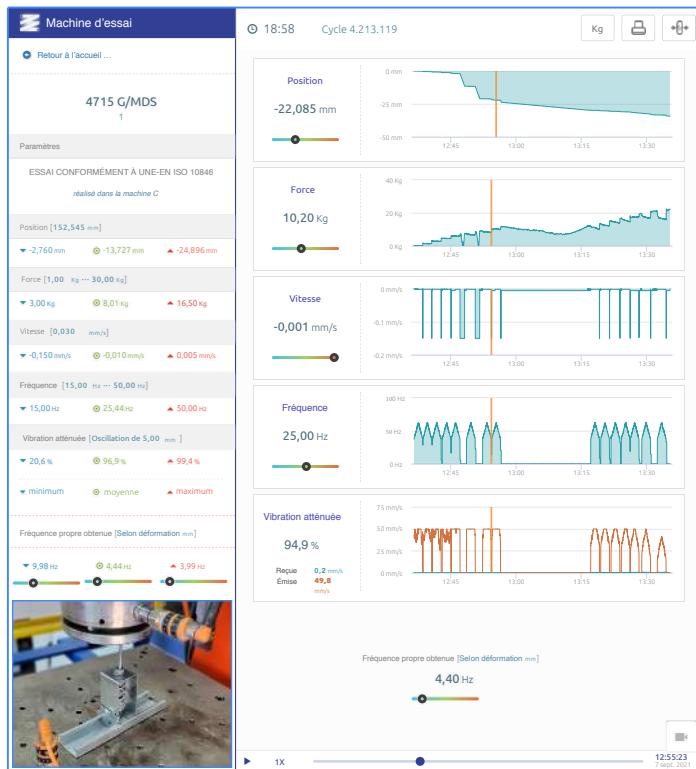 Machine d'essai
Retour à l'accueil ...
4715 G/MDS
1
Paramètres
ESSAI CONFORMÉMENT À UNE-EN ISO 10846
réalisé dans la machine C
Position [152,545 mm]
-2,760 mm -13,727 mm -24,896 mm
Force [1,00 Kg ... 30,00 Kg]
3,00 Kg 8,01 Kg 16,50 Kg
Vitesse [0,030 mm/s]
-0,150 mm/s -0,010 mm/s 0,005 mm/s
Fréquence [15,00 Hz ... 50,00 Hz]
15,00 Hz 25,44 Hz 50,00 Hz
Vibration atténuée [Oscillation de 5,00 mm ]
20,6 % 96,9 % 99,4 %
minimum moyenne maximum
Fréquence propre obtenue [Selon déformation mm]
9,98 Hz 4,44 Hz 3,99 Hz
18:58 Cycle 4.213.119
Kg
Position
-22,085 mm
0 mm
-25 mm
-50 mm
12:45 13:00 13:15 13:30
Force
10,20 Kg
40 Kg
20 Kg
0 Kg
12:45 13:00 13:15 13:30
Vitesse
-0,001 mm/s
0 mm/s
-0,1 mm/s
-0,2 mm/s
12:45 13:00 13:15 13:30
Fréquence
25,00 Hz
100 Hz
50 Hz
0 Hz
12:45 13:00 13:15 13:30
Vibration atténuée
94,9 %
Reçue 0,2 mm/s
Émise 49,8
mm/s
75 mm/s
50 mm/s
25 mm/s
0 mm/s
12:45 13:00 13:15 13:30
Fréquence propre obtenue [Selon déformation mm]
4,40 Hz
1X
12:55:23
7 sept. 2021